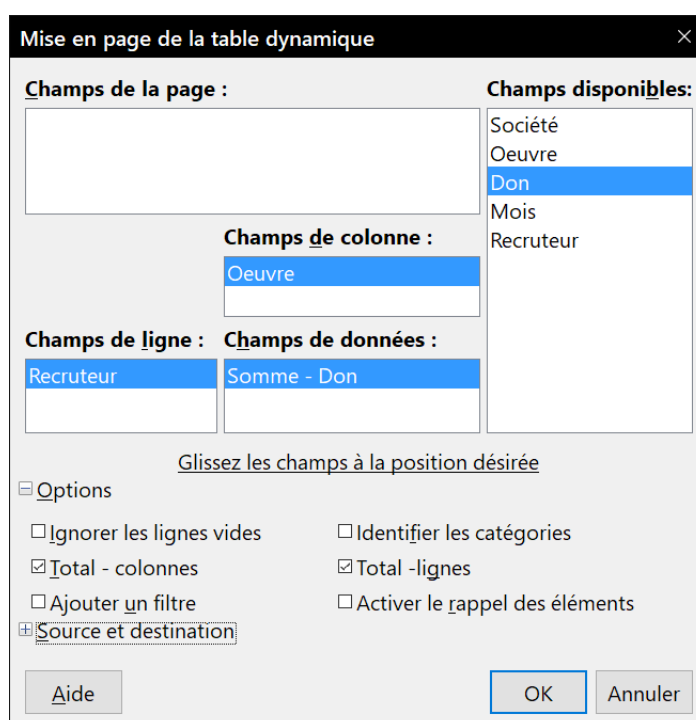 Mise en page de la table dynamique
Champs de la page :
Champs disponibles:
Société
Oeuvre
Don
Mois
Recruteur
Champs de colonne :
Oeuvre
Champs de ligne :
Recruteur
Champs de données :
Somme - Don
Glissez les champs à la position désirée
Options
Ignorer les lignes vides
Identifier les catégories
Total - colonnes
Total -lignes
Ajouter un filtre
Activer le rappel des éléments
Source et destination
Aide
OK
Annuler